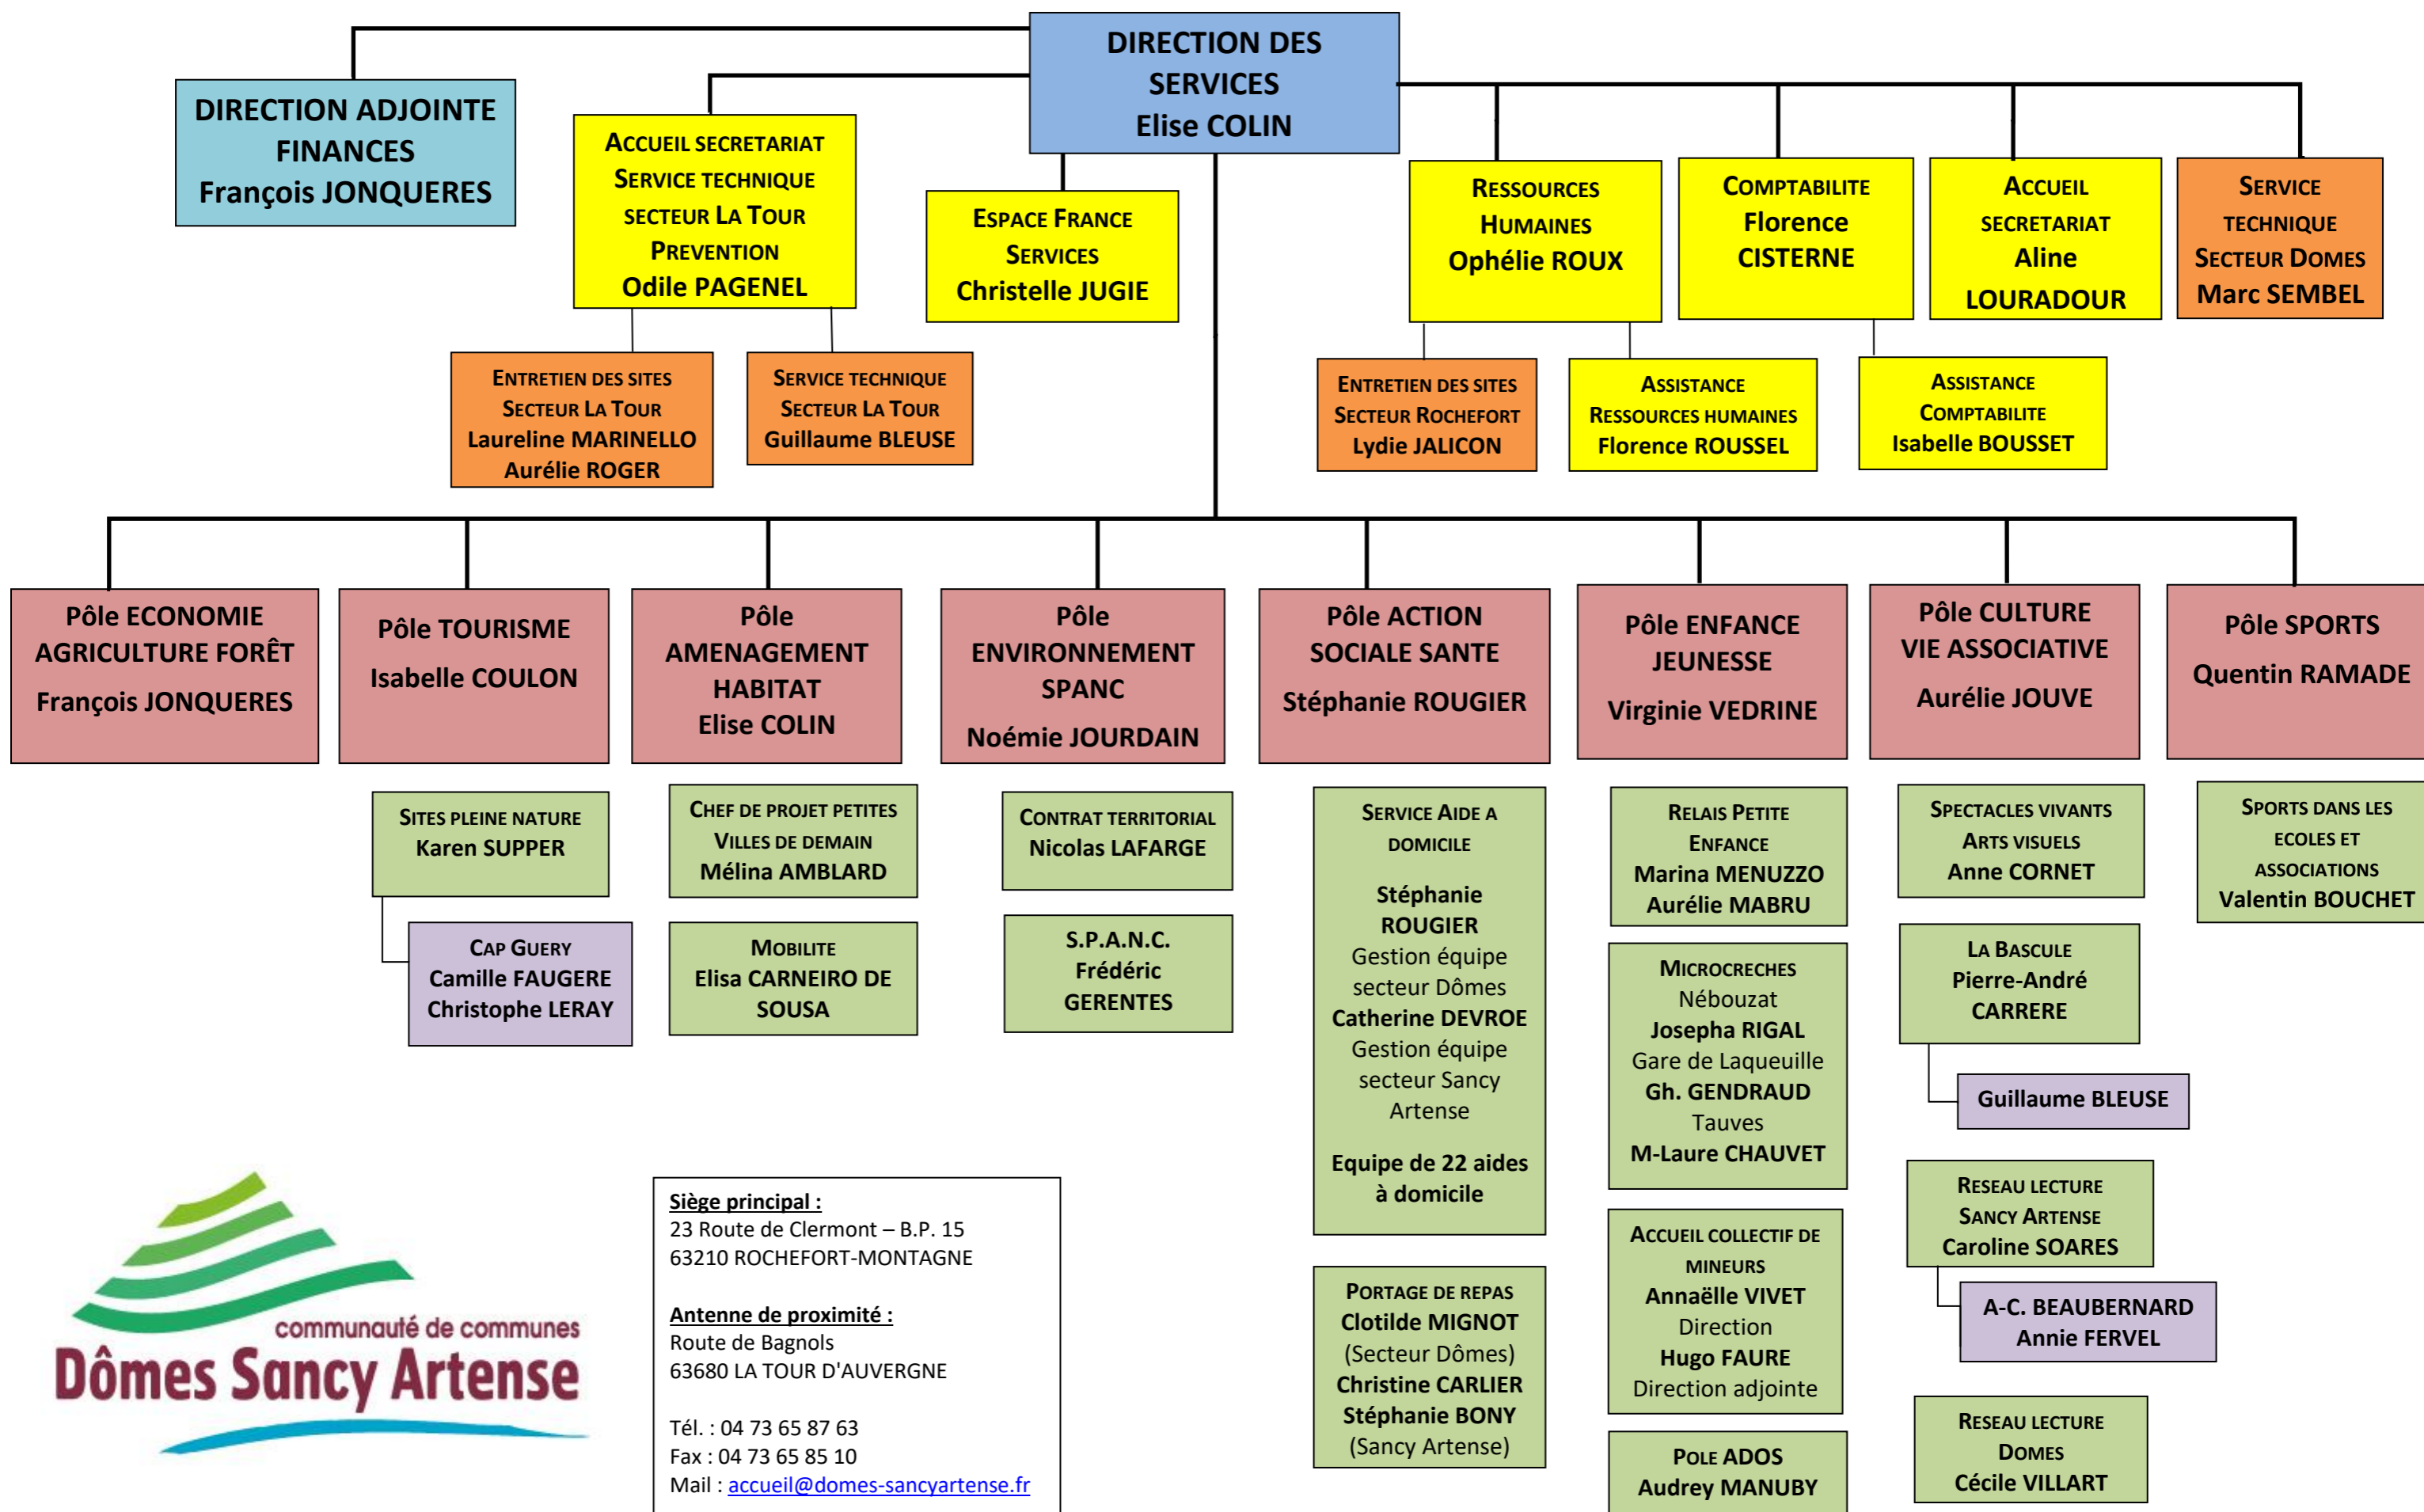 DIRECTION DES
SERVICES
Elise COLIN
DIRECTION ADJOINTE
FINANCES
François JONQUERES
ACCUEIL SECRETARIAT
SERVICE TECHNIQUE
SECTEUR LA TOUR
PREVENTION
Odile PAGENEL
ESPACE FRANCE
SERVICES
Christelle JUGIE
RESSOURCES
HUMAINES
Ophélie ROUX
COMPTABILITE
Florence
CISTERNE
ACCUEIL
SECRETARIAT
Aline
LOURADOUR
SERVICE
TECHNIQUE
SECTEUR DOMES
Marc SEMBEL
ENTRETIEN DES SITES
SECTEUR LA TOUR
Laureline MARINELLO
Aurélie ROGER
SERVICE TECHNIQUE
SECTEUR LA TOUR
Guillaume BLEUSE
ENTRETIEN DES SITES
SECTEUR ROCHEFORT
Lydie JALICON
ASSISTANCE
RESSOURCES HUMAINES
Florence ROUSSEL
ASSISTANCE
COMPTABILITE
Isabelle BOUSSET
Pôle ECONOMIE
AGRICULTURE FORÊT
François JONQUERES
Pôle TOURISME
Isabelle COULON
Pôle
AMENAGEMENT
HABITAT
Elise COLIN
Pôle
ENVIRONNEMENT
SPANC
Noémie JOURDAIN
Pôle ACTION
SOCIALE SANTE
Stéphanie ROUGIER
Pôle ENFANCE
JEUNESSE
Virginie VEDRINE
Pôle CULTURE
VIE ASSOCIATIVE
Aurélie JOUVE
Pôle SPORTS
Quentin RAMADE
SITES PLEINE NATURE
Karen SUPPER
CAP GUERY
Camille FAUGERE
Christophe LERAY
CHEF DE PROJET PETITES
VILLES DE DEMAIN
Mélina AMBLARD
MOBILITE
Elisa CARNEIRO DE
SOUSA
CONTRAT TERRITORIAL
Nicolas LAFARGE
S.P.A.N.C.
Frédéric
GERENTES
SERVICE AIDE A
DOMICILE
Stéphanie
ROUGIER
Gestion équipe
secteur Dômes
Catherine DEVROE
Gestion équipe
secteur Sancy
Artense
Equipe de 22 aides
à domicile
PORTAGE DE REPAS
Clotilde MIGNOT
(Secteur Dômes)
Christine CARLIER
Stéphanie BONY
(Sancy Artense)
RELAIS PETITE
ENFANCE
Marina MENUZZO
Aurélie MABRU
MICROCRECHES
Nébouzat
Josepha RIGAL
Gare de Laqueuille
Gh. GENDRAUD
Tauves
M-Laure CHAUVET
ACCUEIL COLLECTIF DE
MINEURS
Annaëlle VIVET
Direction
Hugo FAURE
Direction adjointe
POLE ADOS
Audrey MANUBY
SPECTACLES VIVANTS
ARTS VISUELS
Anne CORNET
LA BASCULE
Pierre-André
CARRERE
Guillaume BLEUSE
RESEAU LECTURE
SANCY ARTENSE
Caroline SOARES
A-C. BEAUBERNARD
Annie FERVEL
RESEAU LECTURE
DOMES
Cécile VILLART
SPORTS DANS LES
ECOLES ET
ASSOCIATIONS
Valentin BOUCHET
communauté de communes
Dômes Sancy Artense
Siège principal :
23 Route de Clermont – B.P. 15
63210 ROCHEFORT-MONTAGNE
Antenne de proximité :
Route de Bagnols
63680 LA TOUR D'AUVERGNE
Tél. : 04 73 65 87 63
Fax : 04 73 65 85 10
Mail : accueil@domes-sancyartense.fr